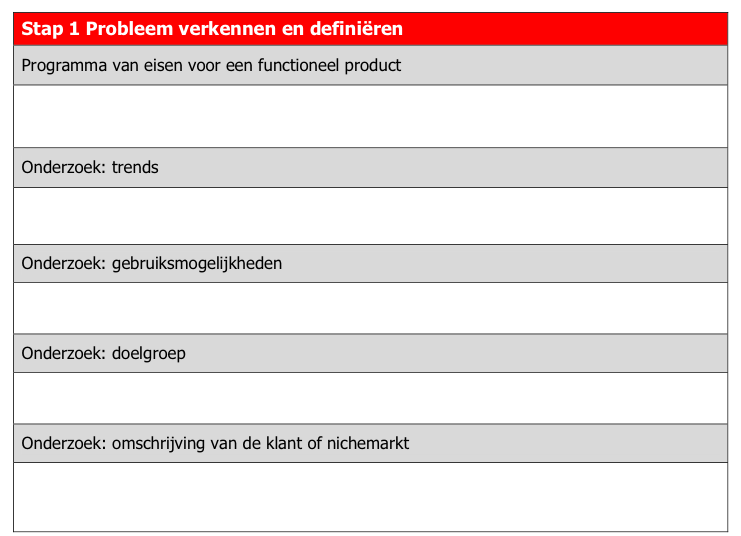 Stap 1 Probleem verkennen en definiëren
Programma van eisen voor een functioneel product
Onderzoek: trends
Onderzoek: gebruiksmogelijkheden
Onderzoek: doelgroep
Onderzoek: omschrijving van de klant of nichemarkt